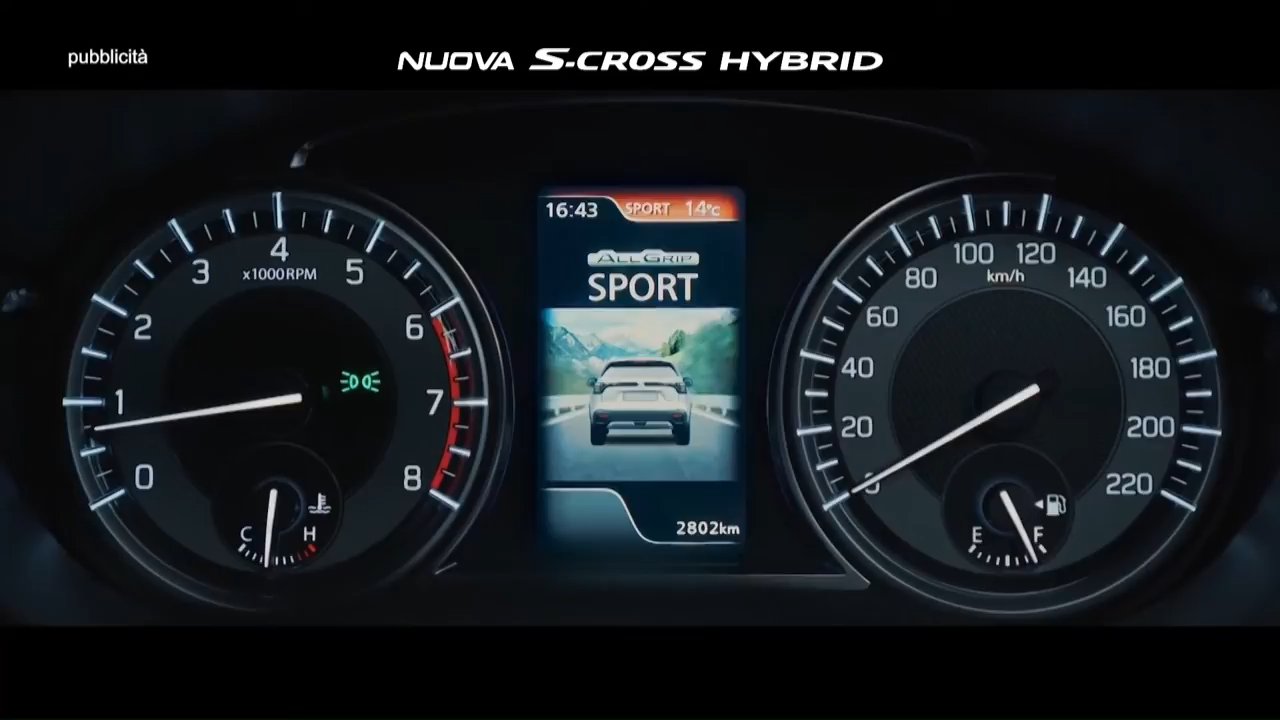 pubblicità
NUOVA S-CROSS HYBRID
16:43 SPORT 14°C
ALLGRIP
SPORT
2802km
0 1 2 3 4 5 6 7 8
x1000RPM
C H
0 20 40 60 80 100 120 140 160 180 200 220
km/h
E F